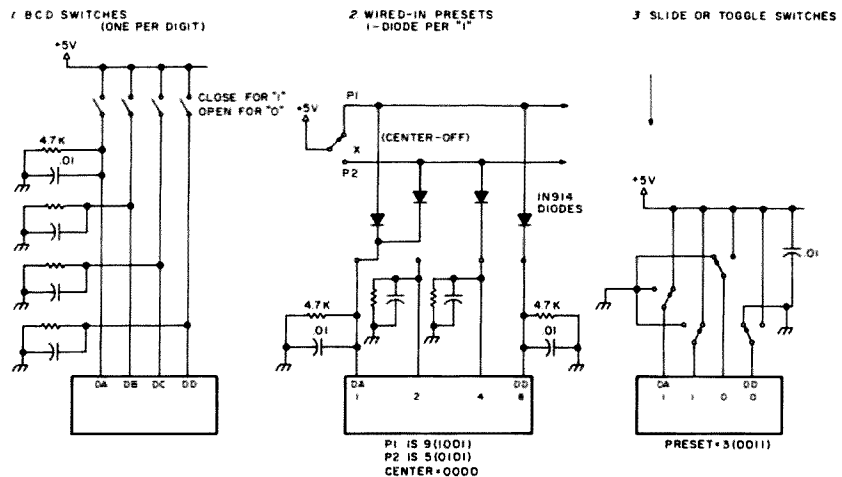 1 BCD SWITCHES
(ONE PER DIGIT)
+5V
CLOSE FOR "1"
OPEN FOR "0"
4.7K
.01
DA DB DC DD
2 WIRED-IN PRESETS
1-DIODE PER "1"
P1
+5V
(CENTER-OFF)
X
P2
IN914
DIODES
4.7K
.01
4.7K
.01
DA DD
1 2 4 8
P1 IS 9(1001)
P2 IS 5(0101)
CENTER=0000
3 SLIDE OR TOGGLE SWITCHES
+5V
.01
DA DD
1 1 0 0
PRESET=3(0011)